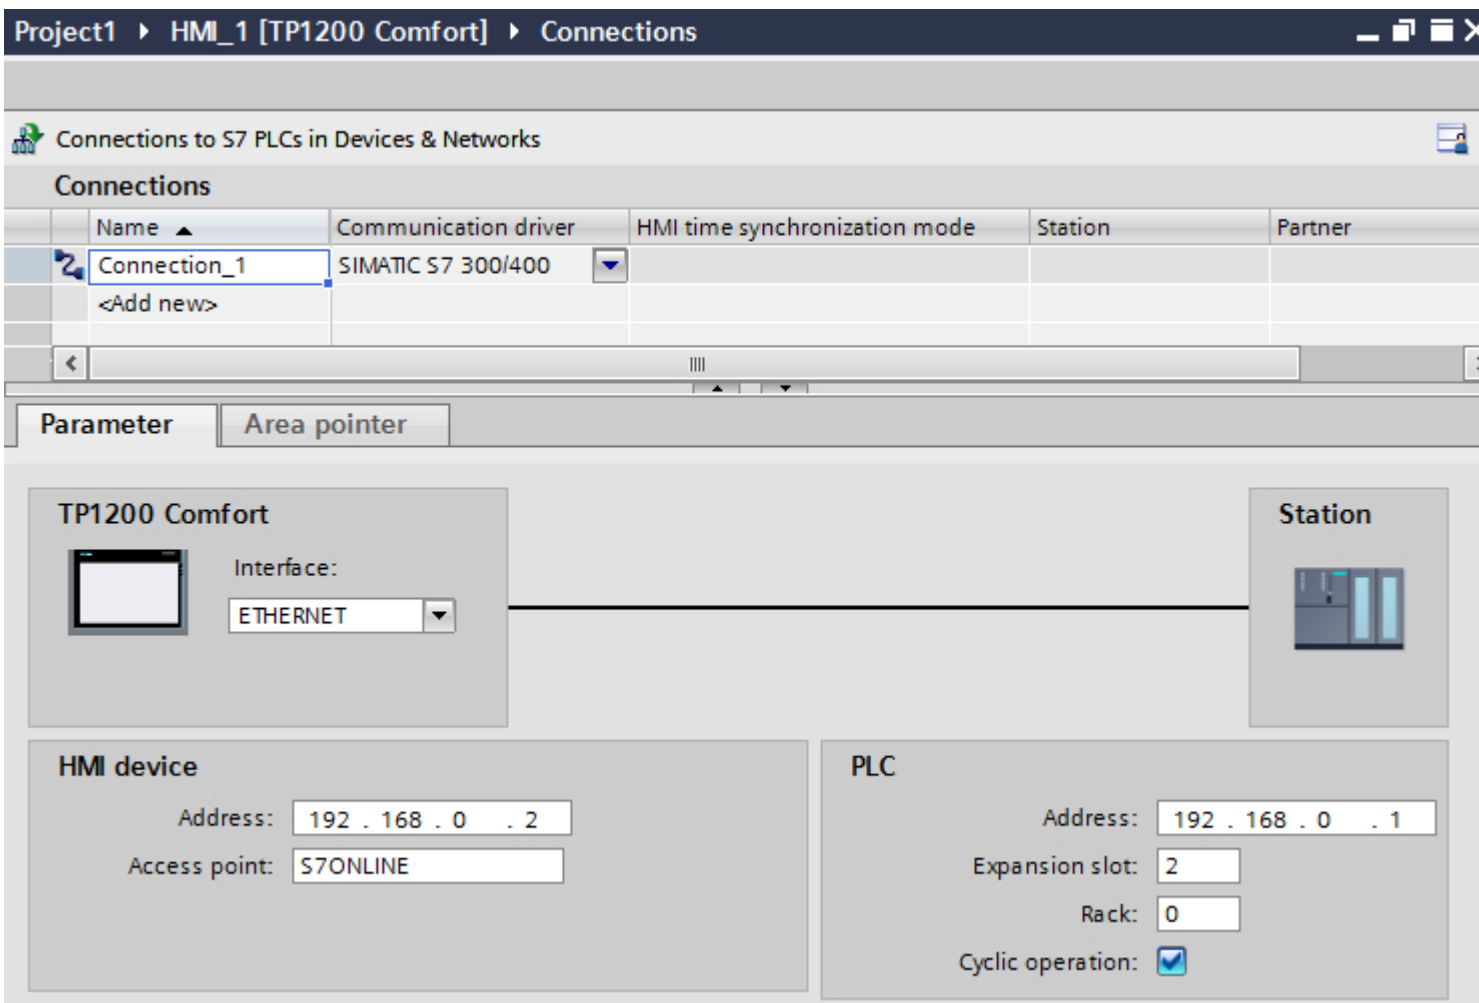 Project1 ▸ HMI_1 [TP1200 Comfort] ▸ Connections
Connections to S7 PLCs in Devices & Networks
Connections
Name Communication driver HMI time synchronization mode Station Partner
Connection_1 SIMATIC S7 300/400
<Add new>
Parameter Area pointer
TP1200 Comfort Station
Interface:
ETHERNET
HMI device PLC
Address: 192 . 168 . 0 . 2 Address: 192 . 168 . 0 . 1
Access point: S7ONLINE Expansion slot: 2
Rack: 0
Cyclic operation: